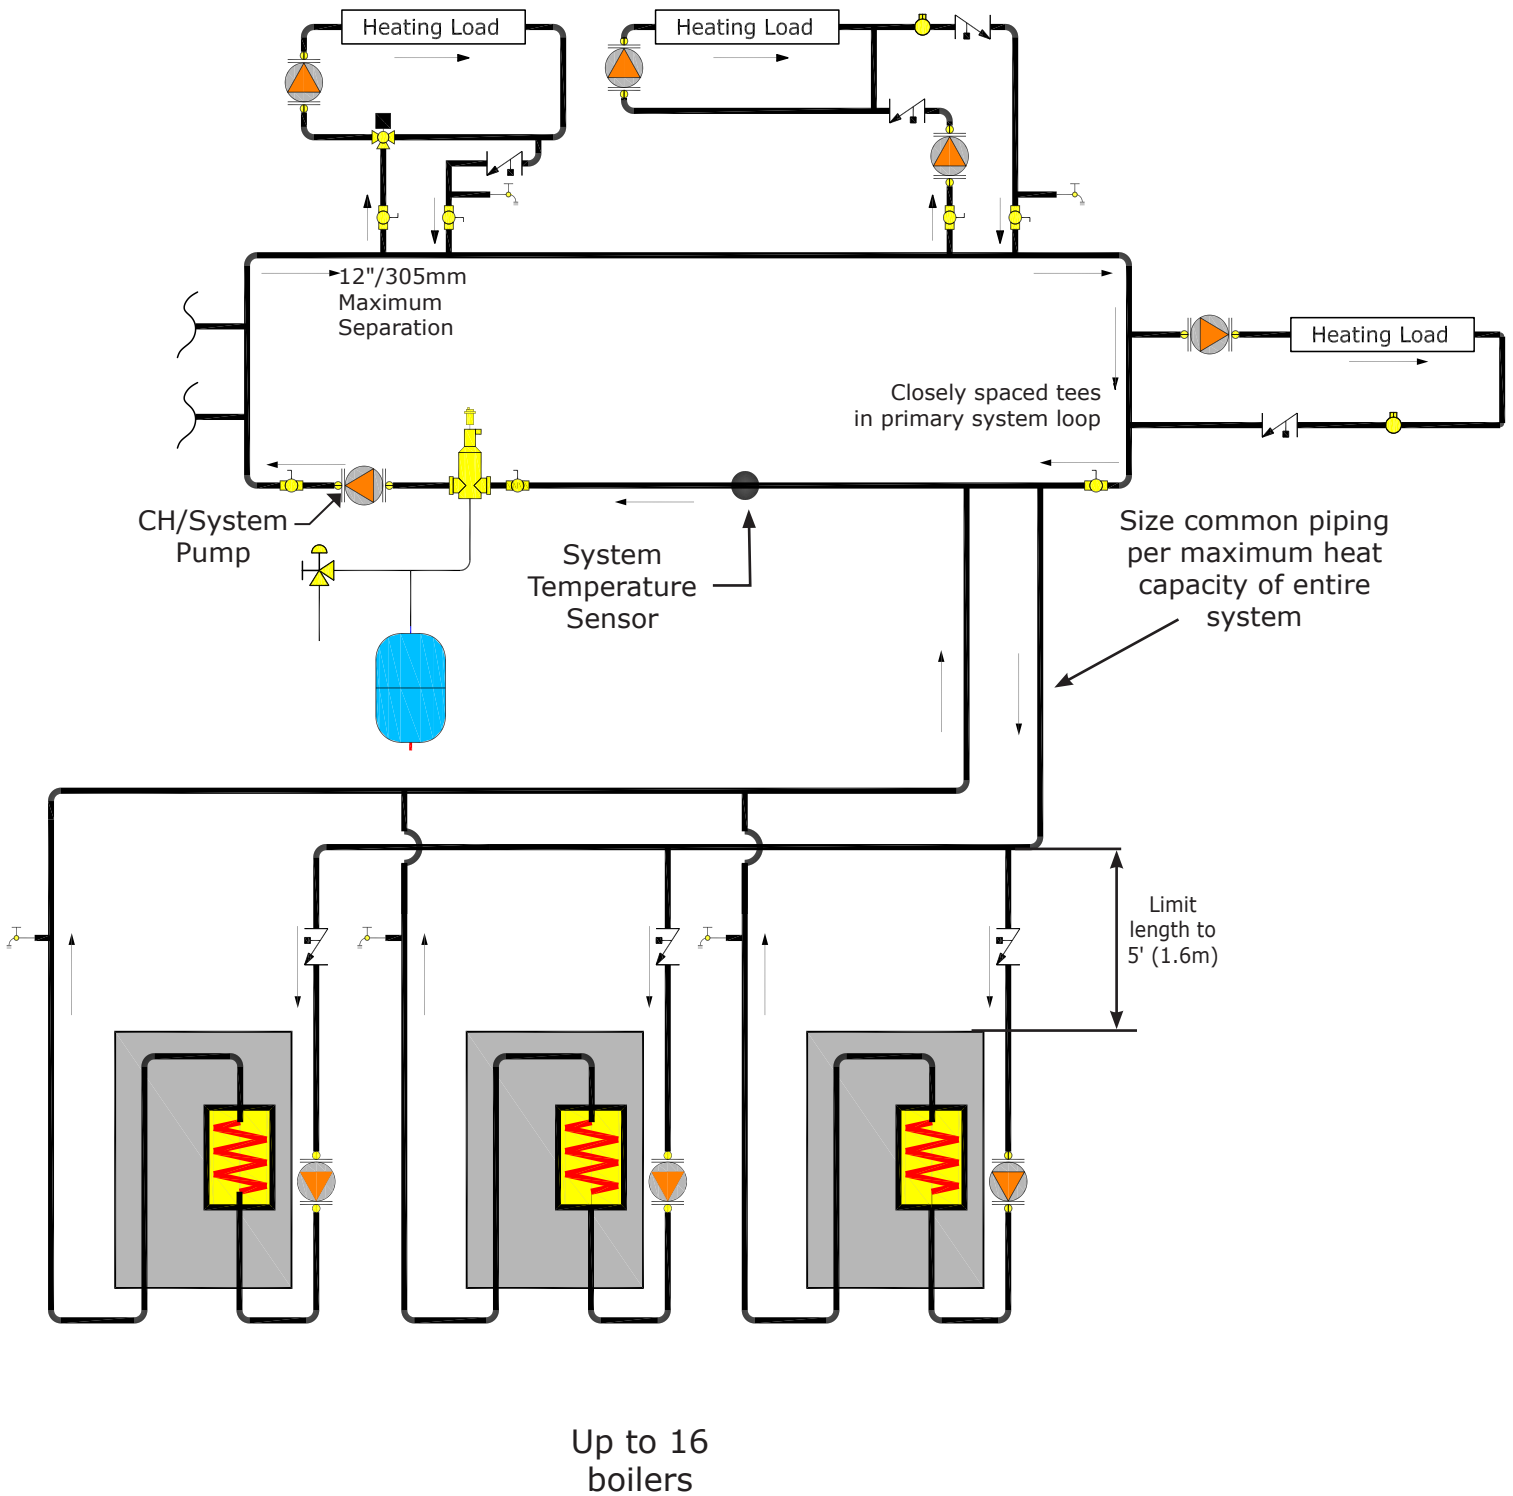 Heating Load
Heating Load
12"/305mm
Maximum
Separation
Heating Load
Closely spaced tees
in primary system loop
CH/System
Pump
System
Temperature
Sensor
Size common piping
per maximum heat
capacity of entire
system
Limit
length to
5' (1.6m)
Up to 16
boilers